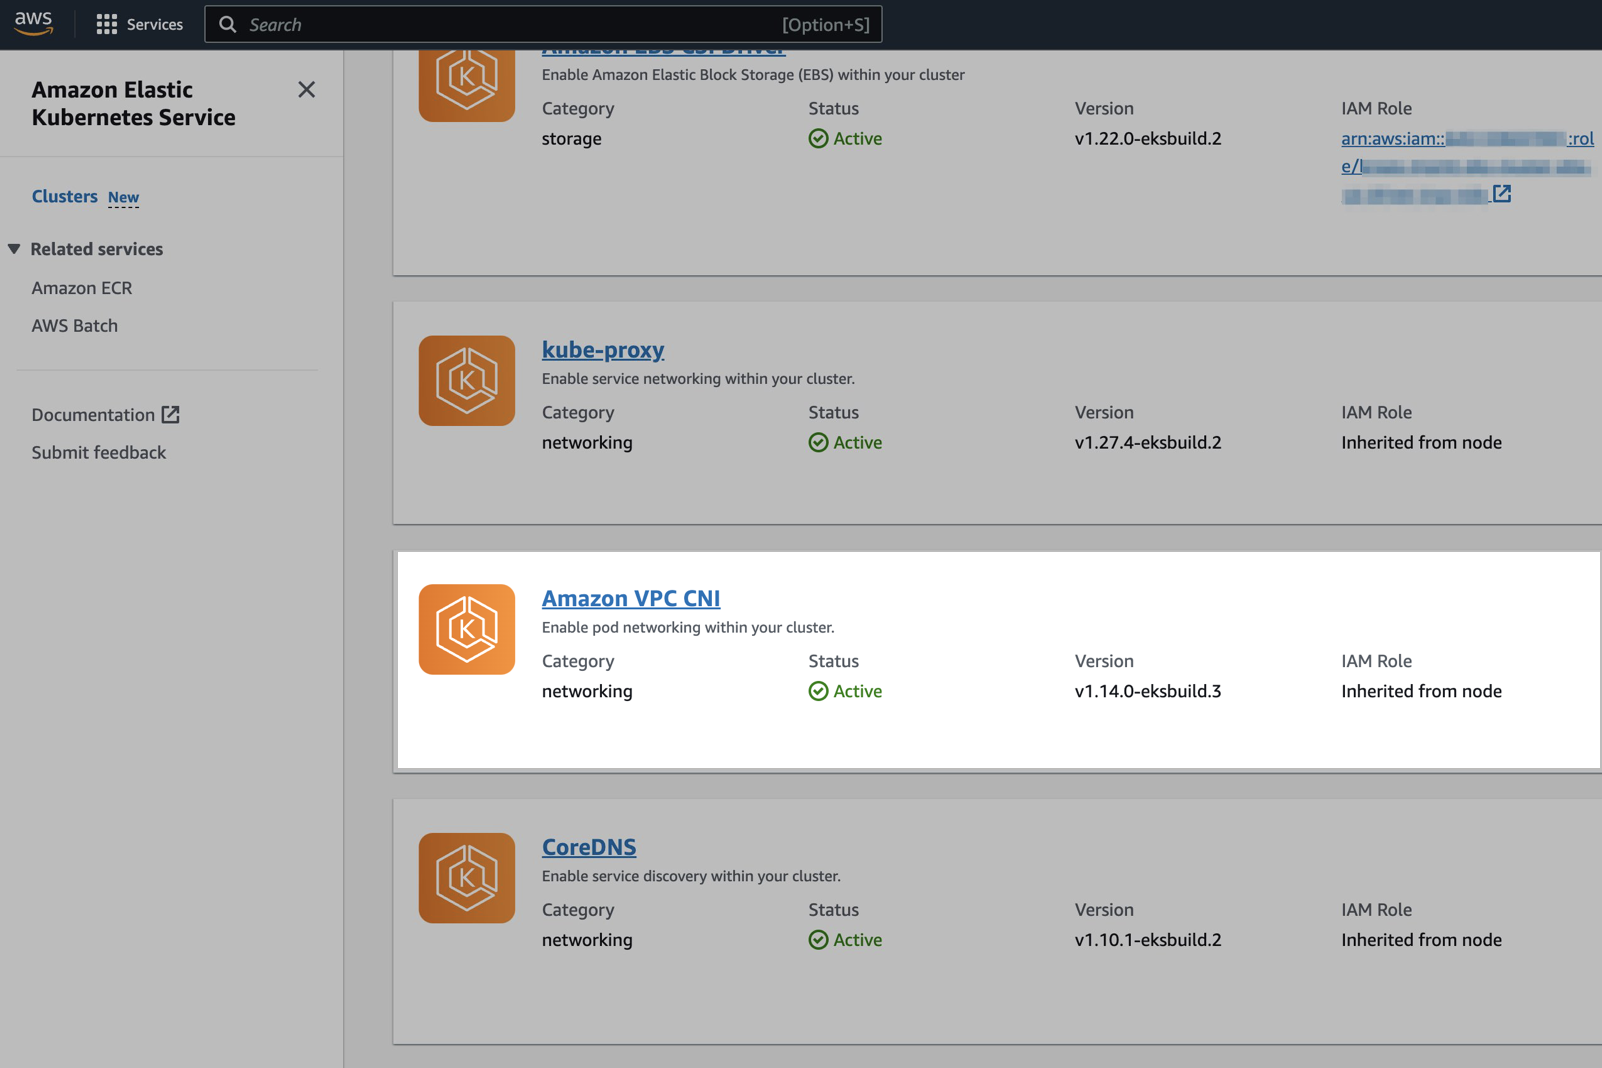 aws
Services
Search
[Option+S]
Amazon Elastic
Kubernetes Service
Clusters New
Related services
Amazon ECR
AWS Batch
Documentation
Submit feedback
Amazon EBS CSI Driver
Enable Amazon Elastic Block Storage (EBS) within your cluster
Category
Status
Version
IAM Role
storage
Active
v1.22.0-eksbuild.2
arn:aws:iam:: :rol
e/
kube-proxy
Enable service networking within your cluster.
Category
Status
Version
IAM Role
networking
Active
v1.27.4-eksbuild.2
Inherited from node
Amazon VPC CNI
Enable pod networking within your cluster.
Category
Status
Version
IAM Role
networking
Active
v1.14.0-eksbuild.3
Inherited from node
CoreDNS
Enable service discovery within your cluster.
Category
Status
Version
IAM Role
networking
Active
v1.10.1-eksbuild.2
Inherited from node